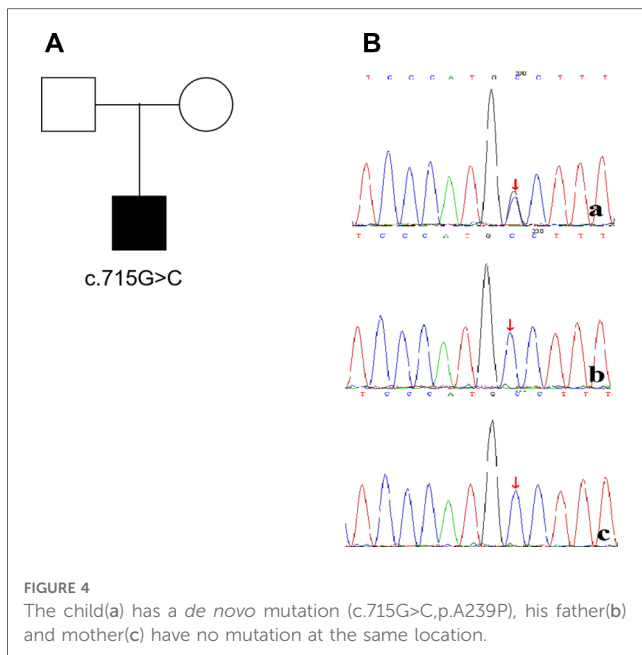 A
B
T C C C A T G C C T T T
a
c.715G>C
T C C C A T G C C T T T
b
T C C C A T G C C T T T
c
FIGURE 4
The child(a) has a de novo mutation (c.715G>C,p.A239P), his father(b)
and mother(c) have no mutation at the same location.